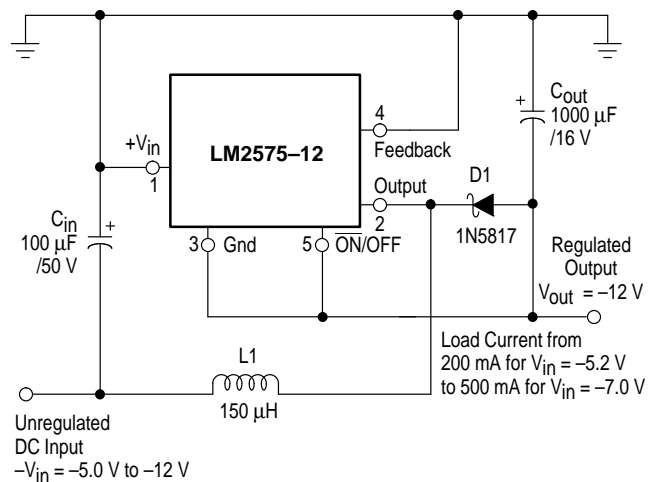 +Vin
1
LM2575–12
4
Feedback
Output
2
3 Gnd
5 ON/OFF
D1
1N5817
+
Cout
1000 μF
/16 V
Cin
100 μF
/50 V
+
Regulated
Output
Vout = –12 V
Load Current from
200 mA for Vin = –5.2 V
to 500 mA for Vin = –7.0 V
L1
150 μH
Unregulated
DC Input
–Vin = –5.0 V to –12 V